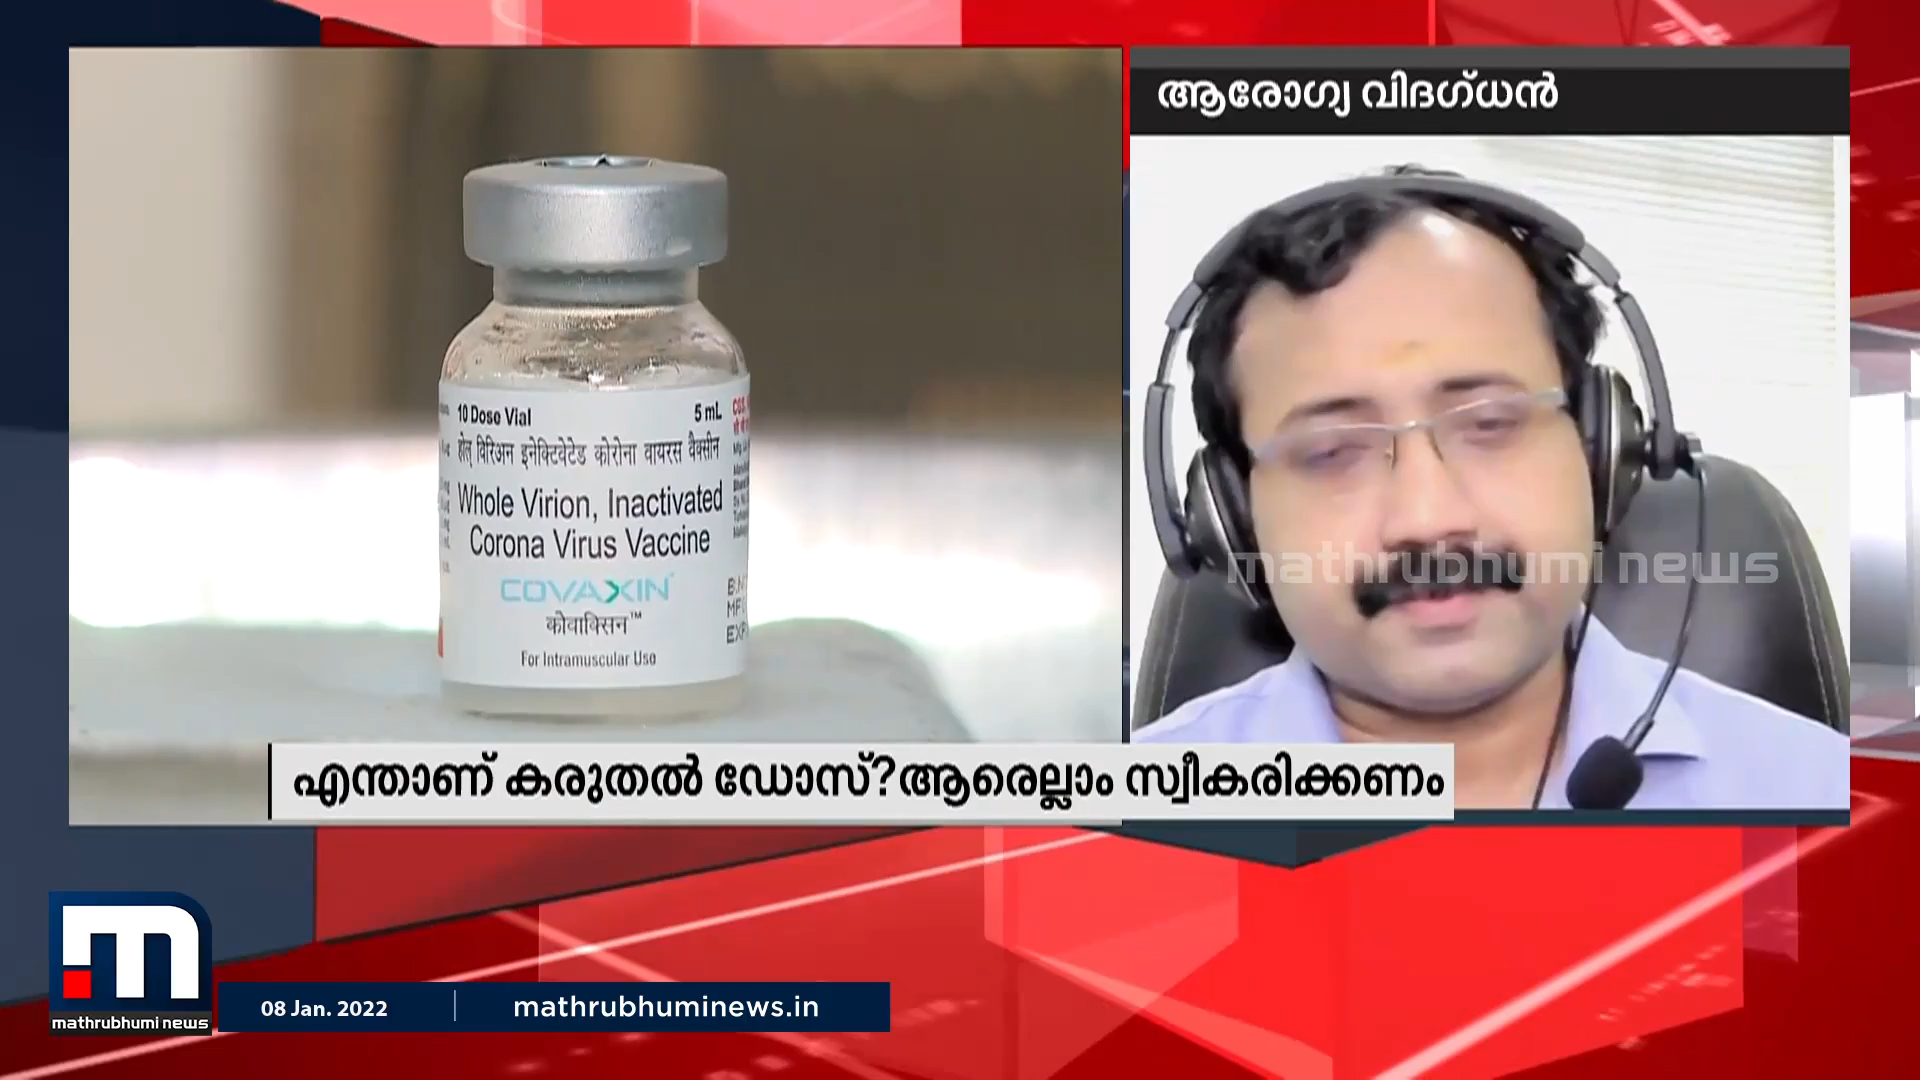 ആരോഗ്യ വിദഗ്ധൻ
10 Dose Vial 5 mL
होल् विरिअन इनेक्टिवेटेड कोरोना वायरस वैक्सीन
Whole Virion, Inactivated
Corona Virus Vaccine
COVAXIN
कोवाक्सिन™
For Intramuscular Use
mathrubhumi news
എന്താണ് കരുതൽ ഡോസ്?ആരെല്ലാം സ്വീകരിക്കണം
mathrubhumi news
08 Jan. 2022
mathrubhuminews.in